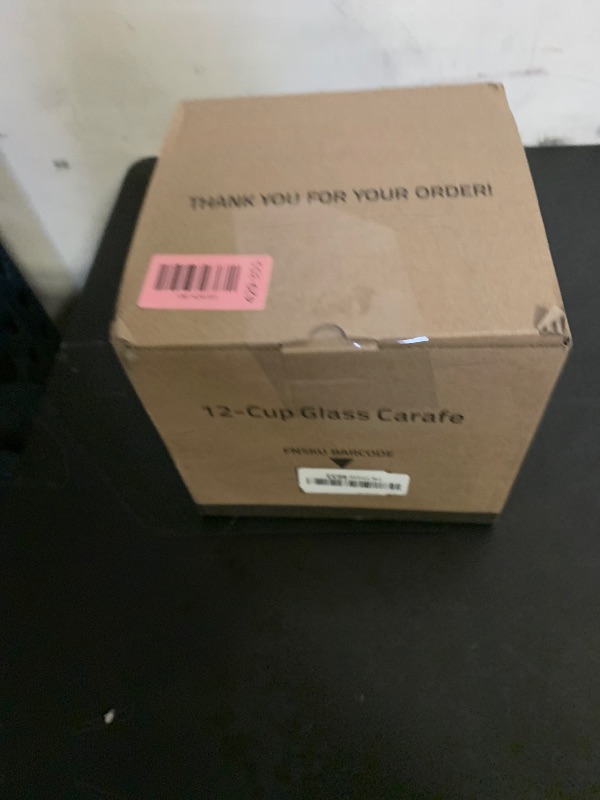 THANK YOU FOR YOUR ORDER!
12-Cup Glass Carafe
FNSKU BARCODE